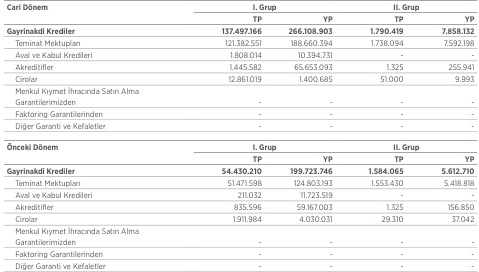 Cari Dönem I. Grup II. Grup
TP YP TP YP
Gayrinakdi Krediler 137.497.166 266.108.903 1.790.419 7.858.132
Teminat Mektupları 121.382.551 188.660.394 1.738.094 7.592.198
Aval ve Kabul Kredileri 1.808.014 10.394.731 - -
Akreditifler 1.445.582 65.653.093 1.325 255.941
Cirolar 12.861.019 1.400.685 51.000 9.993
Menkul Kıymet İhracında Satın Alma
Garantilerimizden - - - -
Faktoring Garantilerinden - - - -
Diğer Garanti ve Kefaletler - - - -
Önceki Dönem I. Grup II. Grup
TP YP TP YP
Gayrinakdi Krediler 54.430.210 199.723.746 1.584.065 5.612.710
Teminat Mektupları 51.471.598 124.803.193 1.553.430 5.418.818
Aval ve Kabul Kredileri 211.032 11.723.519 - -
Akreditifler 835.596 59.167.003 1.325 156.850
Cirolar 1.911.984 4.030.031 29.310 37.042
Menkul Kıymet İhracında Satın Alma
Garantilerimizden - - - -
Faktoring Garantilerinden - - - -
Diğer Garanti ve Kefaletler - - - -